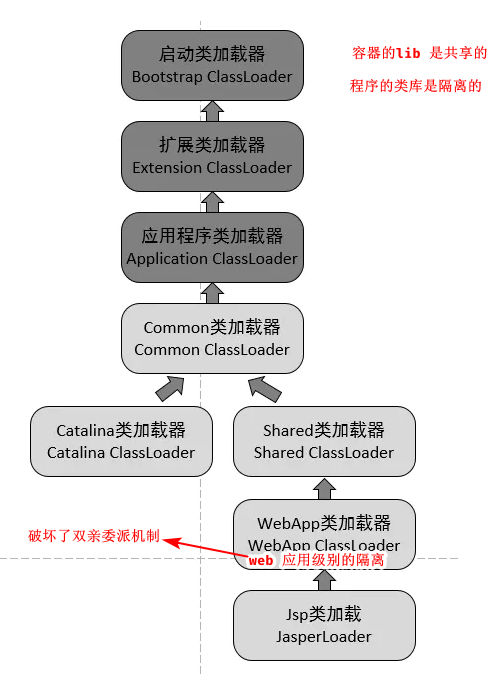 启动类加载器
Bootstrap ClassLoader
容器的lib 是共享的
程序的类库是隔离的
扩展类加载器
Extension ClassLoader
应用程序类加载器
Application ClassLoader
Common类加载器
Common ClassLoader
Catalina类加载器
Catalina ClassLoader
Shared类加载器
Shared ClassLoader
WebApp类加载器
WebApp ClassLoader
破坏了双亲委派机制
web 应用级别的隔离
Jsp类加载
JasperLoader